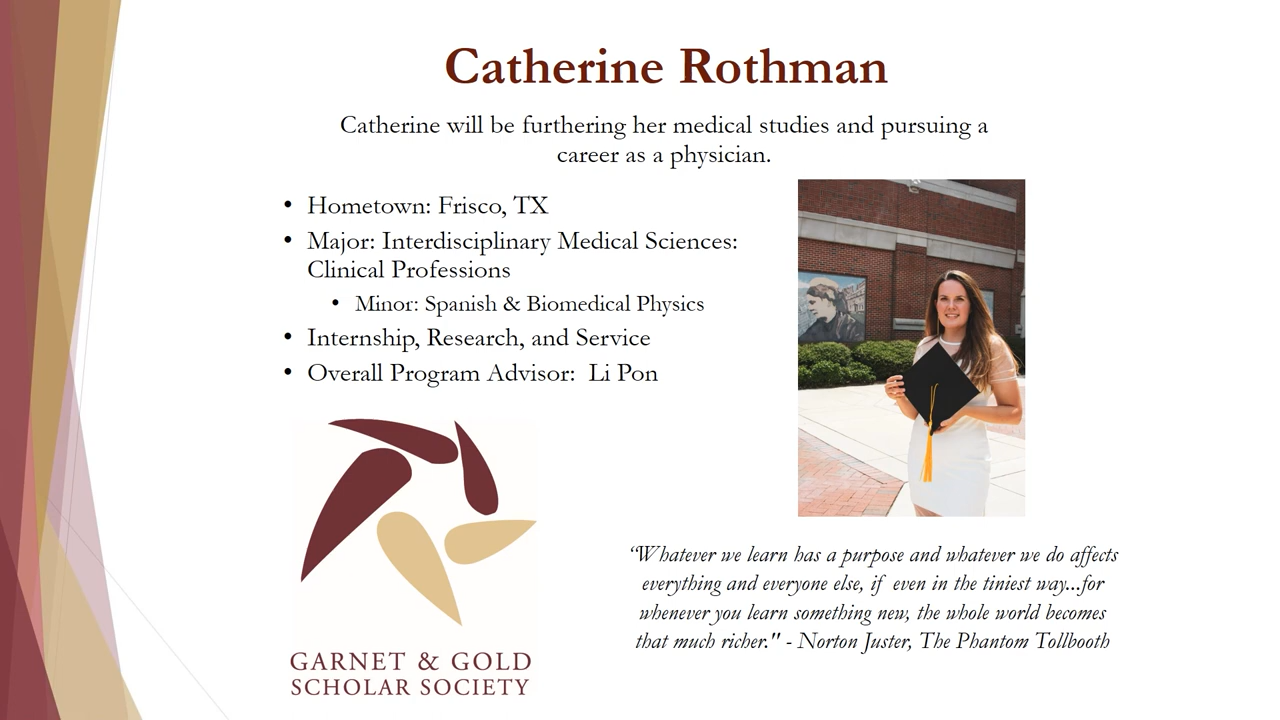 Catherine Rothman
Catherine will be furthering her medical studies and pursuing a
career as a physician.
• Hometown: Frisco, TX
• Major: Interdisciplinary Medical Sciences:
Clinical Professions
• Minor: Spanish & Biomedical Physics
• Internship, Research, and Service
• Overall Program Advisor:  Li Pon
GARNET & GOLD
SCHOLAR SOCIETY
“Whatever we learn has a purpose and whatever we do affects
everything and everyone else, if even in the tiniest way...for
whenever you learn something new, the whole world becomes
that much richer." - Norton Juster, The Phantom Tollbooth